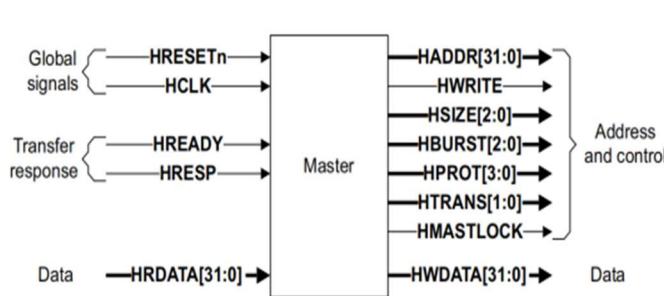 Global
signals
HRESETn
HCLK
Transfer
response
HREADY
HRESP
Data
HRDATA[31:0]
Master
HADDR[31:0]
HWRITE
HSIZE[2:0]
HBURST[2:0]
HPROT[3:0]
HTRANS[1:0]
HMASTLOCK
Address
and control
HWDATA[31:0]
Data